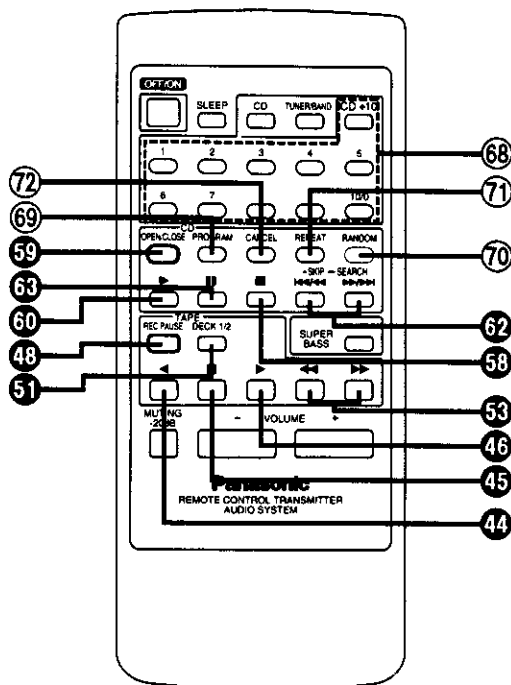 OFF/ON
SLEEP CD TUNER/BAND CD +10
1 2 3 4 5
68
72
6 7 10/0
71
69
CD
OPEN/CLOSE PROGRAM CANCEL REPEAT RANDOM
59
70
- SKIP - SEARCH
63
60
62
TAPE
REC PAUSE DECK 1/2
SUPER
BASS
48
58
51
53
MUTING
-20dB
- VOLUME +
46
Panasonic
45
REMOTE CONTROL TRANSMITTER
AUDIO SYSTEM
44